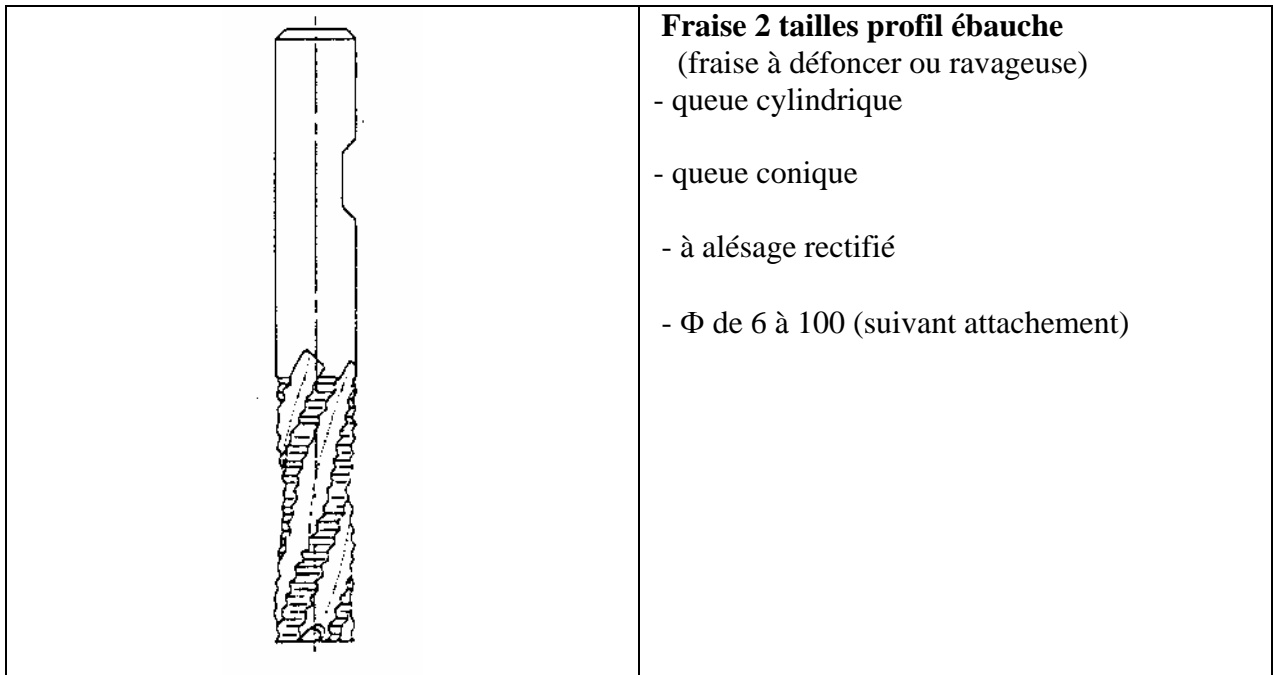 Fraise 2 tailles profil ébauche
(fraise à défoncer ou ravageuse)
- queue cylindrique
- queue conique
- à alésage rectifié
- Φ de 6 à 100 (suivant attachement)